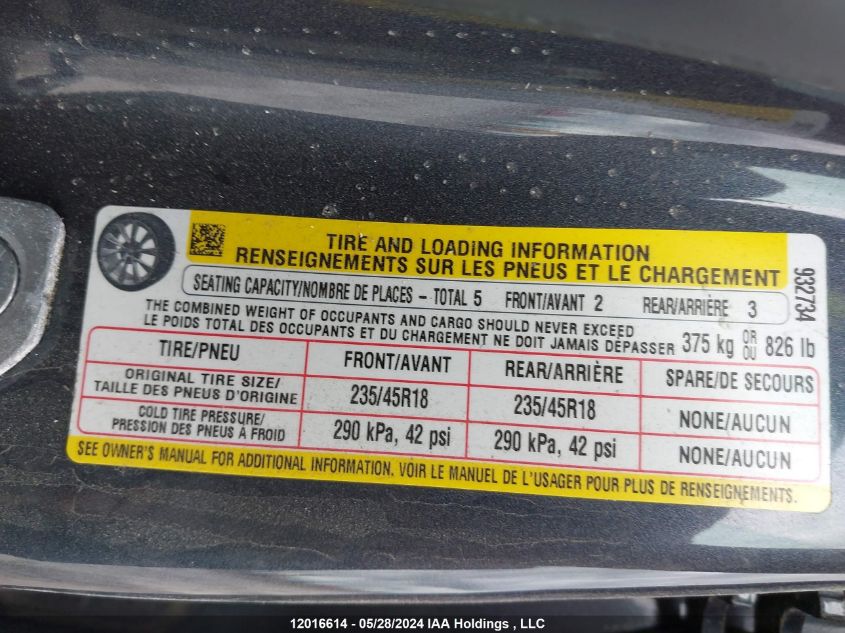 TIRE AND LOADING INFORMATION
RENSEIGNEMENTS SUR LES PNEUS ET LE CHARGEMENT
932734
SEATING CAPACITY/NOMBRE DE PLACES – TOTAL 5 FRONT/AVANT 2 REAR/ARRIÈRE 3
THE COMBINED WEIGHT OF OCCUPANTS AND CARGO SHOULD NEVER EXCEED
LE POIDS TOTAL DES OCCUPANTS ET DU CHARGEMENT NE DOIT JAMAIS DÉPASSER 375 kg OR OU 826 lb
TIRE/PNEU FRONT/AVANT REAR/ARRIÈRE SPARE/DE SECOURS
ORIGINAL TIRE SIZE/
TAILLE DES PNEUS D'ORIGINE 235/45R18 235/45R18 NONE/AUCUN
COLD TIRE PRESSURE/
PRESSION DES PNEUS À FROID 290 kPa, 42 psi 290 kPa, 42 psi NONE/AUCUN
SEE OWNER'S MANUAL FOR ADDITIONAL INFORMATION. VOIR LE MANUEL DE L'USAGER POUR PLUS DE RENSEIGNEMENTS.
12016614 - 05/28/2024 IAA Holdings , LLC